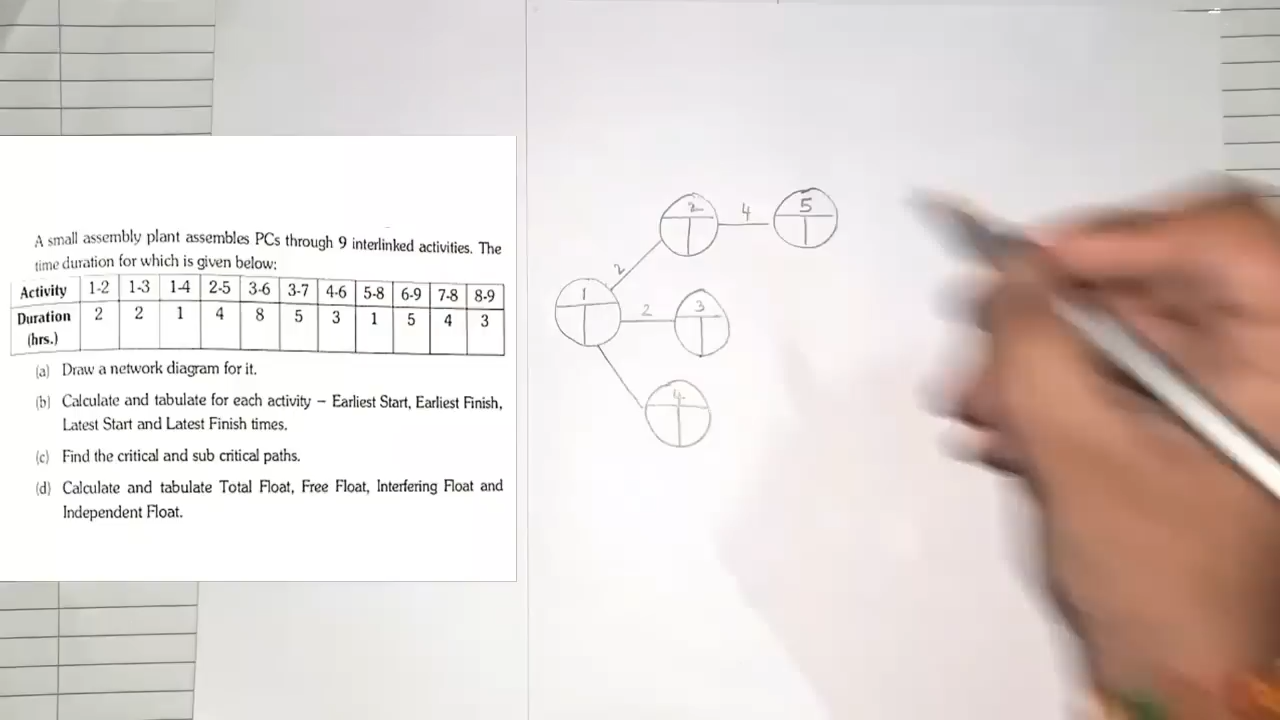 A small assembly plant assembles PCs through 9 interlinked activities. The
time duration for which is given below:
Activity 1-2 1-3 1-4 2-5 3-6 3-7 4-6 5-8 6-9 7-8 8-9
Duration (hrs.) 2 2 1 4 8 5 3 1 5 4 3
(a) Draw a network diagram for it.
(b) Calculate and tabulate for each activity – Earliest Start, Earliest Finish,
Latest Start and Latest Finish times.
(c) Find the critical and sub critical paths.
(d) Calculate and tabulate Total Float, Free Float, Interfering Float and
Independent Float.
2 4 5
2
1 2 3
4